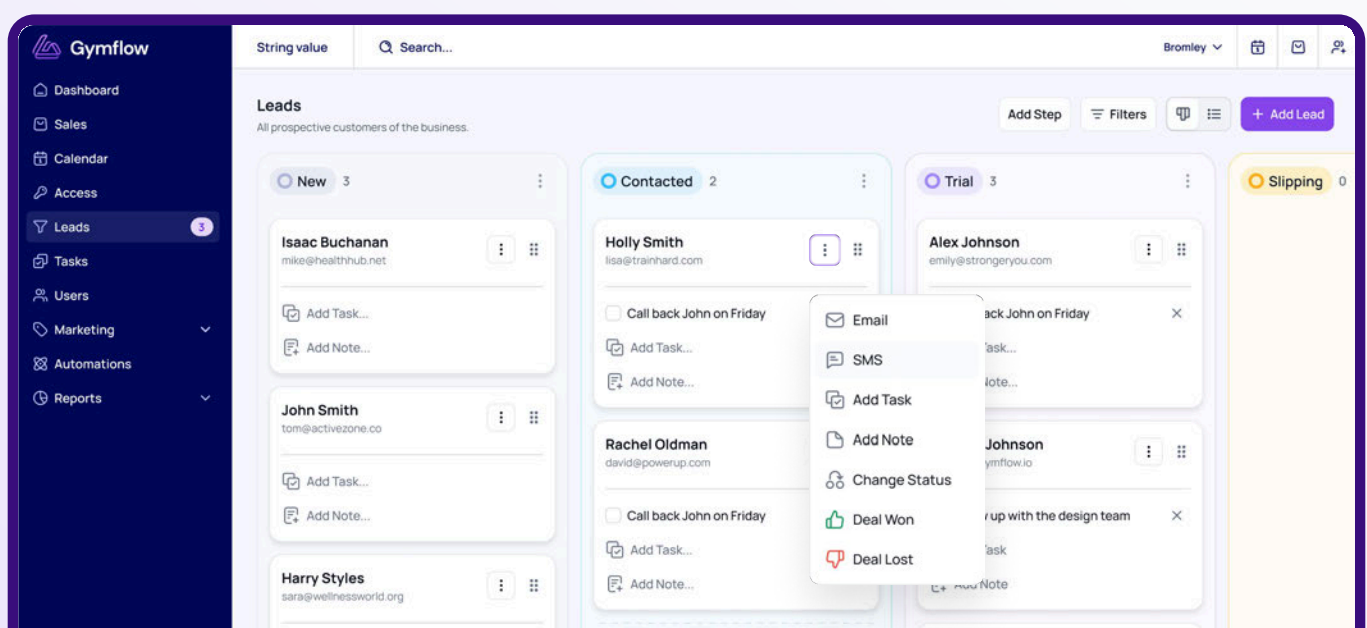 Gymflow
Dashboard
Sales
Calendar
Access
Leads 3
Tasks
Users
Marketing
Automations
Reports
String value
Search...
Bromley
Leads
All prospective customers of the business.
Add Step
Filters
+ Add Lead
New 3
Isaac Buchanan
mike@healthhub.net
Add Task...
Add Note...
John Smith
tom@activezone.co
Add Task...
Add Note...
Harry Styles
sara@wellnessworld.org
Contacted 2
Holly Smith
lisa@trainhard.com
Call back John on Friday
Add Task...
Add Note...
Rachel Oldman
david@powerup.com
Call back John on Friday
Add Task...
Add Note...
Email
SMS
Add Task
Add Note
Change Status
Deal Won
Deal Lost
Trial 3
Alex Johnson
emily@strongeryou.com
ack John on Friday
ask...
lote...
Johnson
ymflow.io
up with the design team
ask
Add Note
Slipping 0